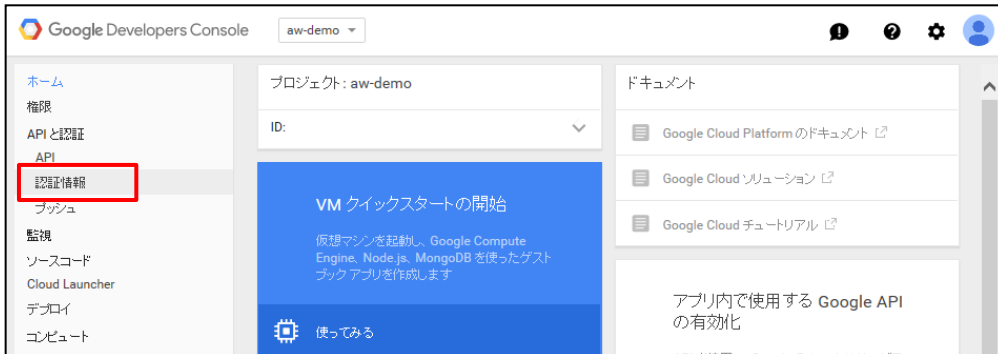 Google Developers Console
aw-demo
ホーム
権限
APIと認証
API
認証情報
プッシュ
監視
ソースコード
Cloud Launcher
デプロイ
コンピュート
プロジェクト: aw-demo
ID:
VM クイックスタートの開始
仮想マシンを起動し、Google Compute
Engine、Node.js、MongoDB を使ったゲスト
ブック アプリを作成します
使ってみる
ドキュメント
Google Cloud Platform のドキュメント
Google Cloud ソリューション
Google Cloud チュートリアル
アプリ内で使用する Google API
の有効化